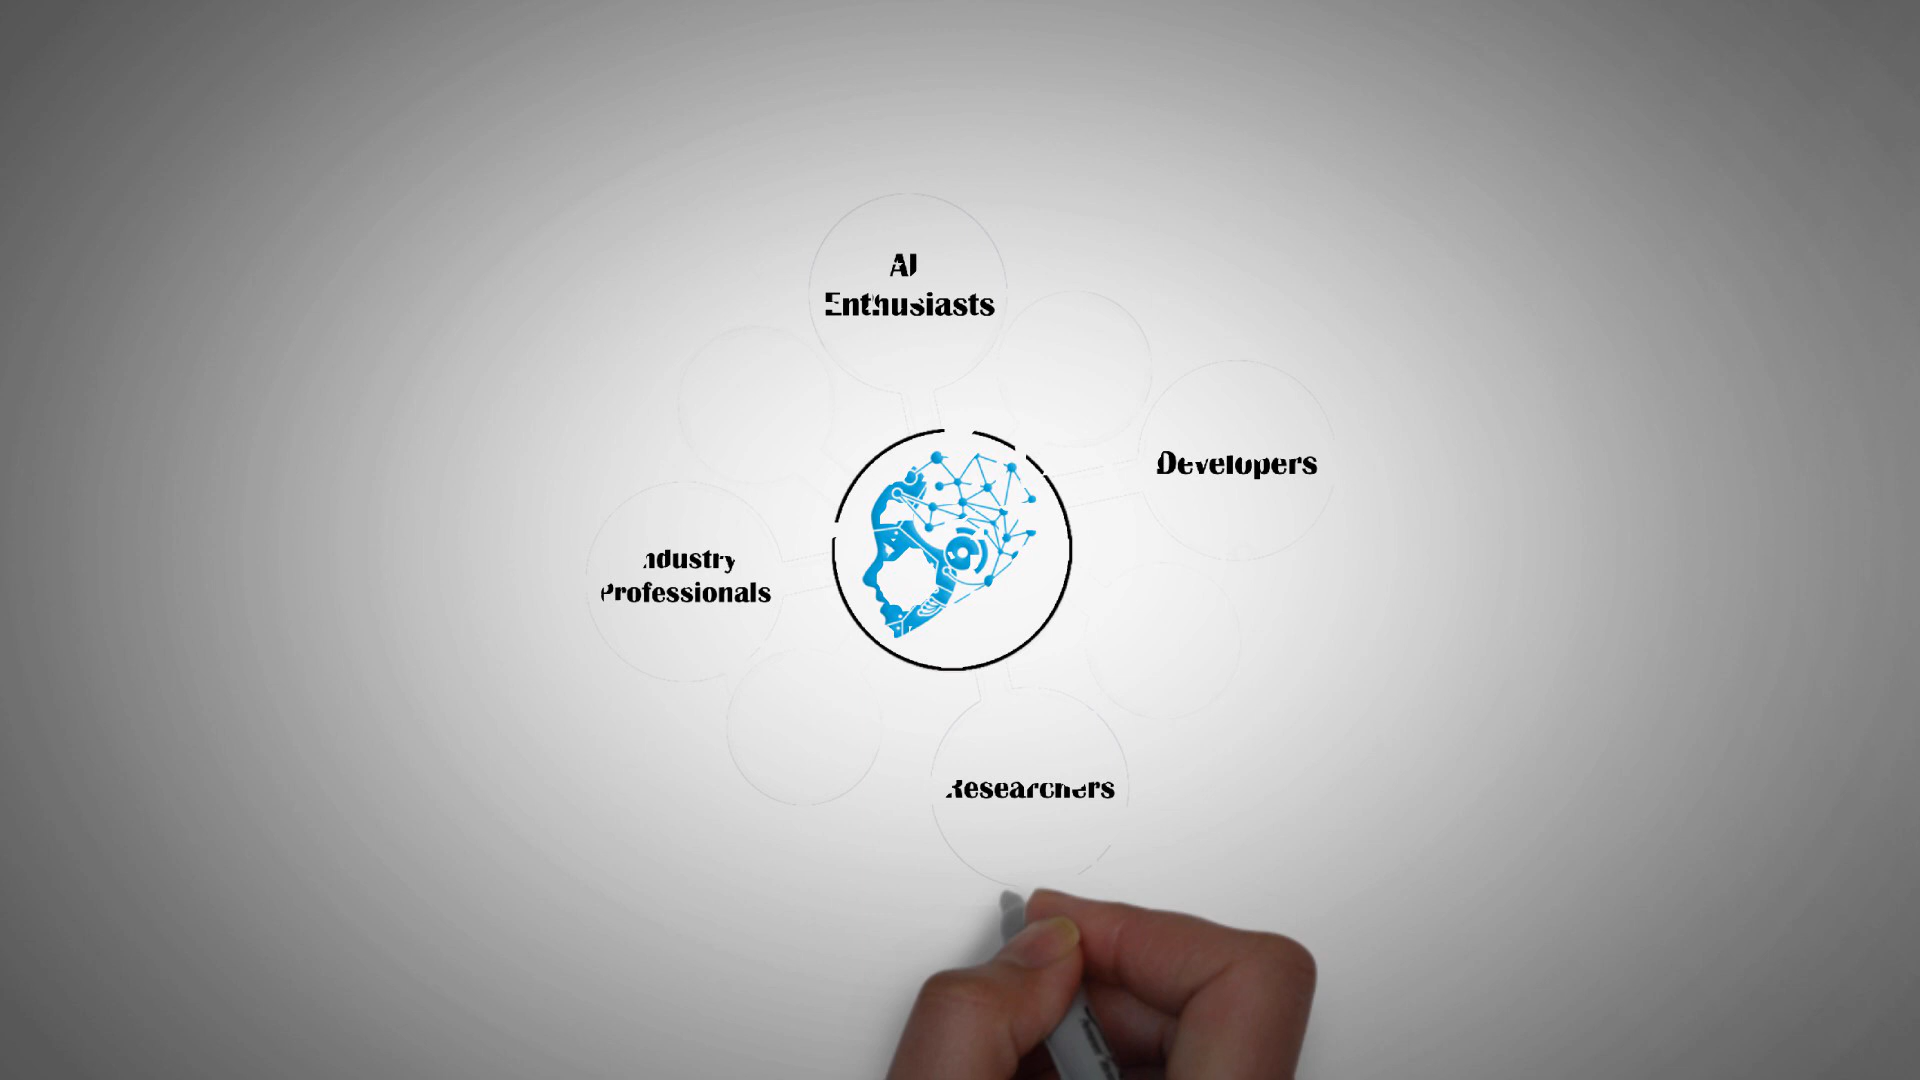 AI
Enthusiasts
Developers
Industry
Professionals
Researchers